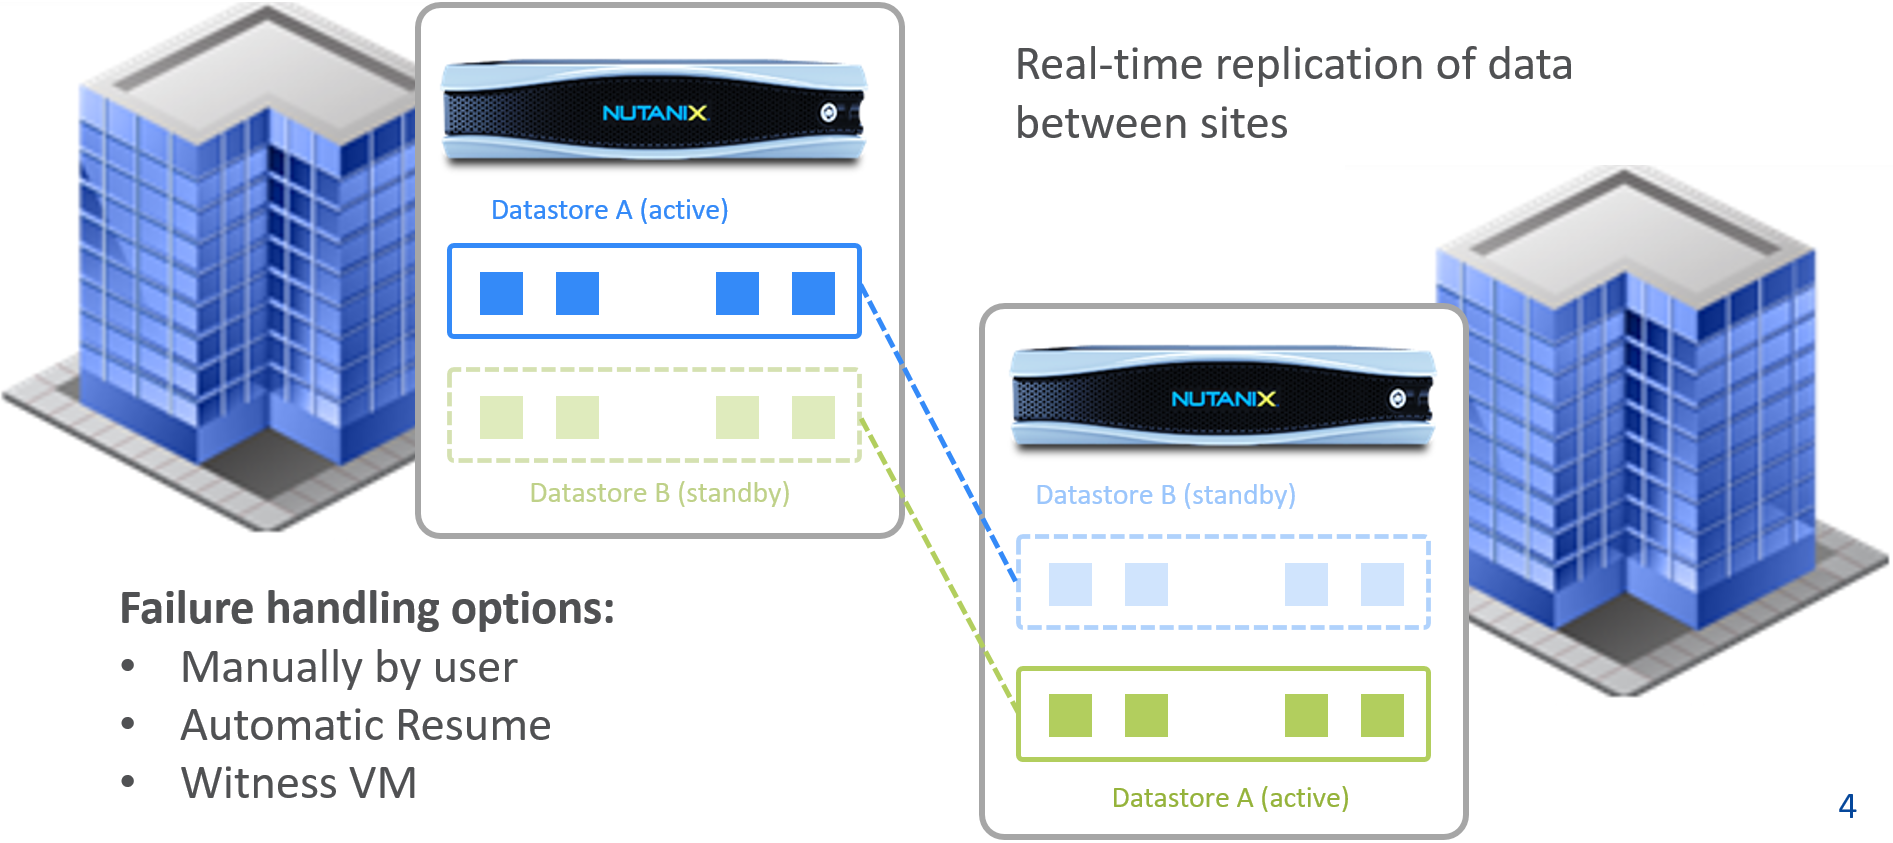 NUTANIX
Datastore A (active)
Datastore B (standby)
Real-time replication of data
between sites
NUTANIX
Datastore B (standby)
Datastore A (active)
Failure handling options:
• Manually by user
• Automatic Resume
• Witness VM
4